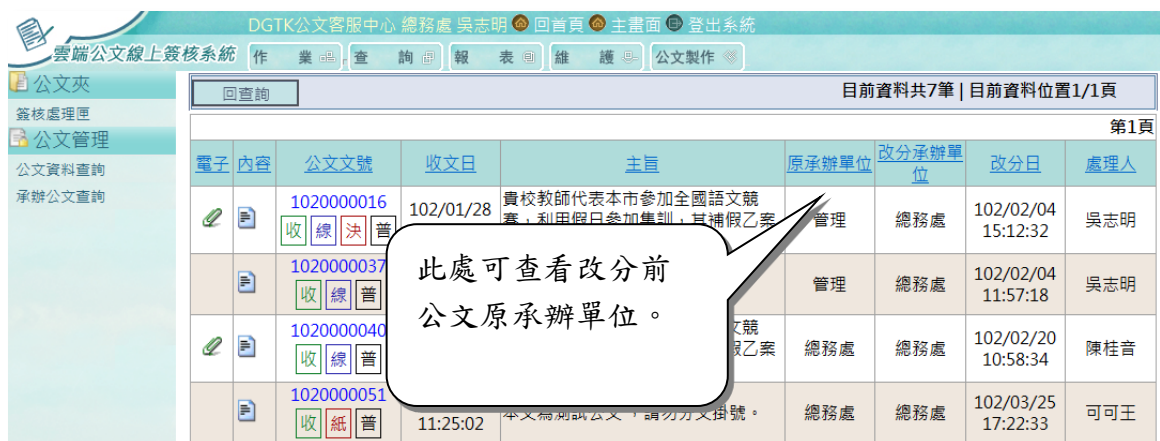 DGTK公文客服中心 總務處 吳志明 回首頁 主畫面 登出系統
雲端公文線上簽核系統
作 業 查 詢 報 表 維 護 公文製作
公文夾
簽核處理匣
公文管理
公文資料查詢
承辦公文查詢
回查詢 目前資料共7筆 | 目前資料位置1/1頁
第1頁
電子 內容 公文文號 收文日 主旨 原承辦單位 改分承辦單位 改分日 處理人
1020000016 收 線 決 普 102/01/28 貴校教師代表本市參加全國語文競
賽，利用假日參加集訓，其補假乙案 管理 總務處 102/02/04 15:12:32 吳志明
1020000037 收 線 普 管理 總務處 102/02/04 11:57:18 吳志明
1020000040 收 線 普 文競
假乙案 總務處 總務處 102/02/20 10:58:34 陳桂音
1020000051 收 紙 普 11:25:02 本文為測試公文，請勿分文掛號。 總務處 總務處 102/03/25 17:22:33 可可王
此處可查看改分前
公文原承辦單位。